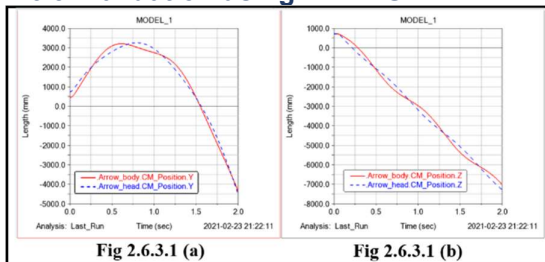 MODEL_1
4000.0
3000.0
2000.0
1000.0
0.0
-1000.0
-2000.0
-3000.0
-4000.0
-5000.0
Length (mm)
Arrow_body.CM_Position.Y
Arrow_head.CM_Position.Y
0.0
0.5
1.0
1.5
2.0
Analysis: Last_Run
Time (sec)
2021-02-23 21:22:11
Fig 2.6.3.1 (a)
MODEL_1
1000.0
0.0
-1000.0
-2000.0
-3000.0
-4000.0
-5000.0
-6000.0
-7000.0
-8000.0
Length (mm)
Arrow_body.CM_Position.Z
Arrow_head.CM_Position.Z
0.0
0.5
1.0
1.5
2.0
Analysis: Last_Run
Time (sec)
2021-02-23 21:22:11
Fig 2.6.3.1 (b)